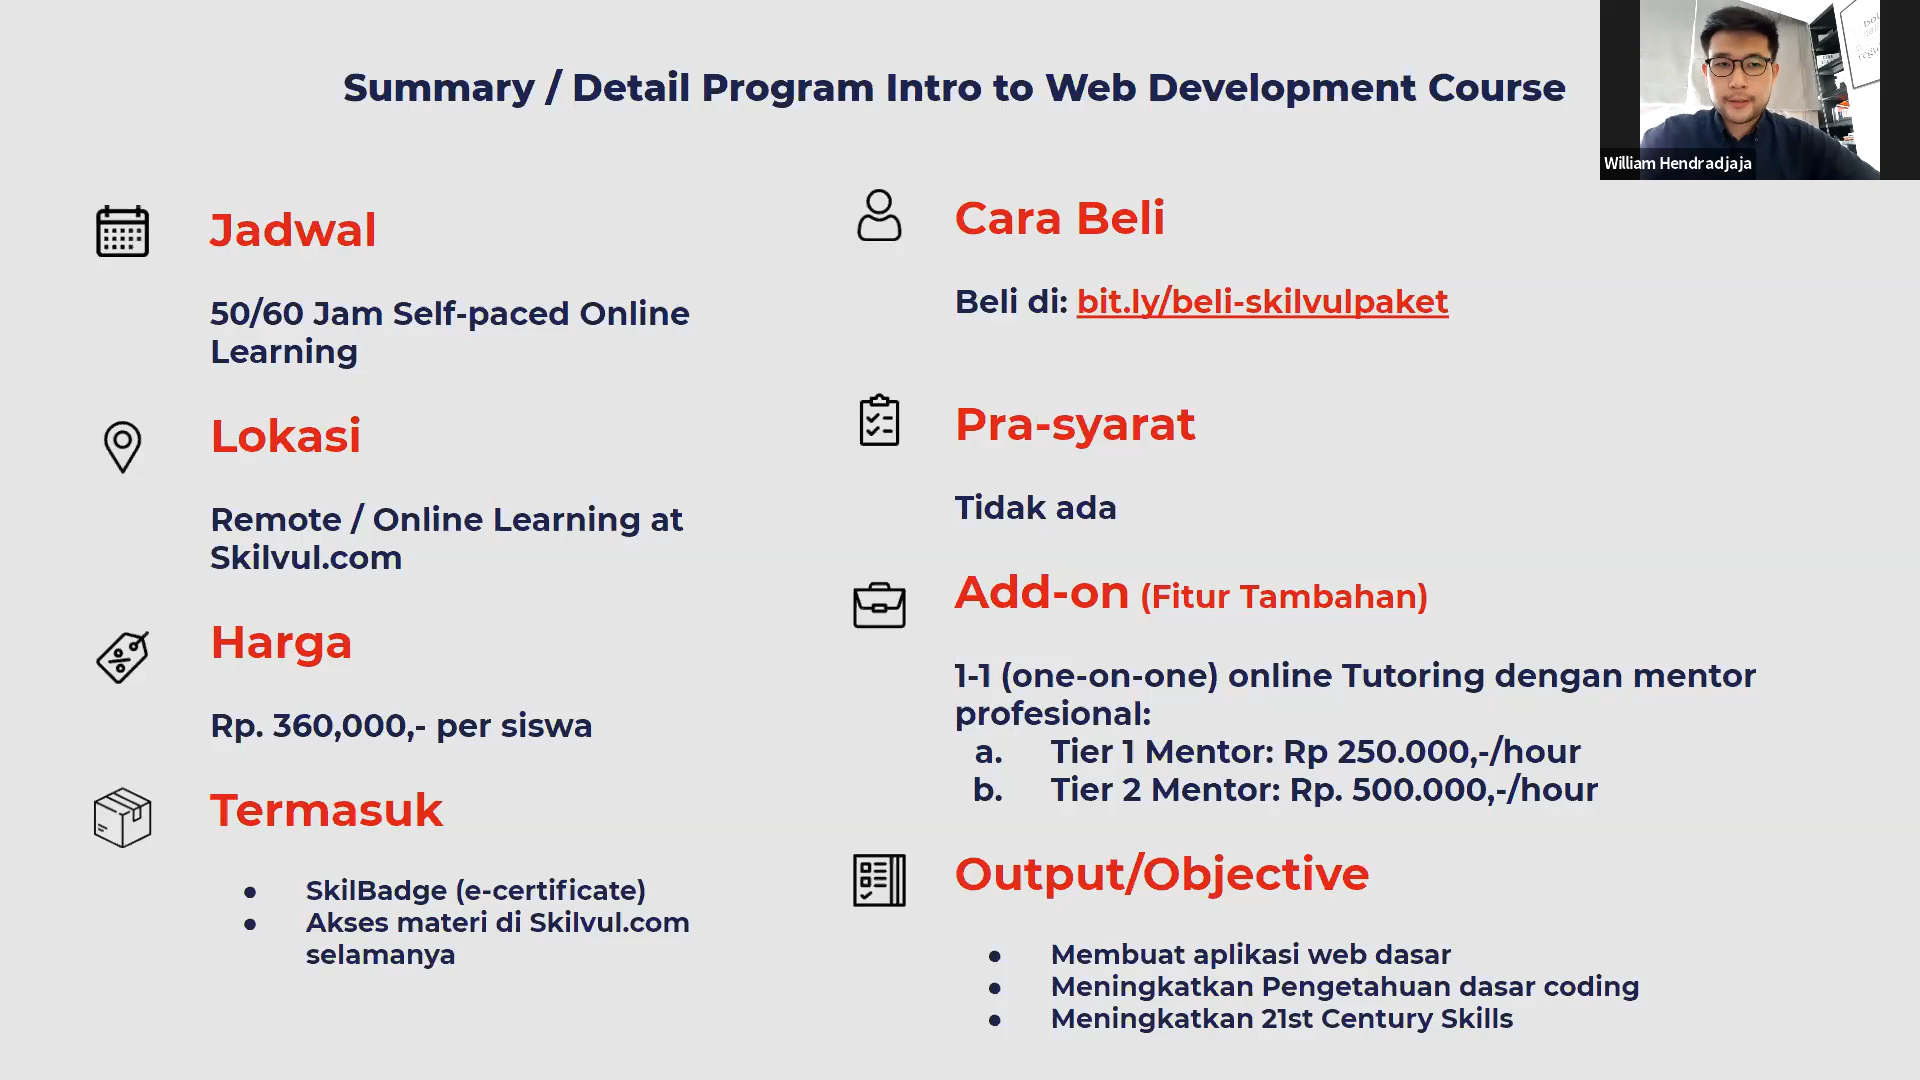 Summary / Detail Program Intro to Web Development Course
William Hendradjaja
Jadwal
50/60 Jam Self-paced Online
Learning
Lokasi
Remote / Online Learning at
Skilvul.com
Harga
Rp. 360,000,- per siswa
Termasuk
● SkilBadge (e-certificate)
● Akses materi di Skilvul.com
selamanya
Cara Beli
Beli di: bit.ly/beli-skilvulpaket
Pra-syarat
Tidak ada
Add-on (Fitur Tambahan)
1-1 (one-on-one) online Tutoring dengan mentor
profesional:
a. Tier 1 Mentor: Rp 250.000,-/hour
b. Tier 2 Mentor: Rp. 500.000,-/hour
Output/Objective
● Membuat aplikasi web dasar
● Meningkatkan Pengetahuan dasar coding
● Meningkatkan 21st Century Skills